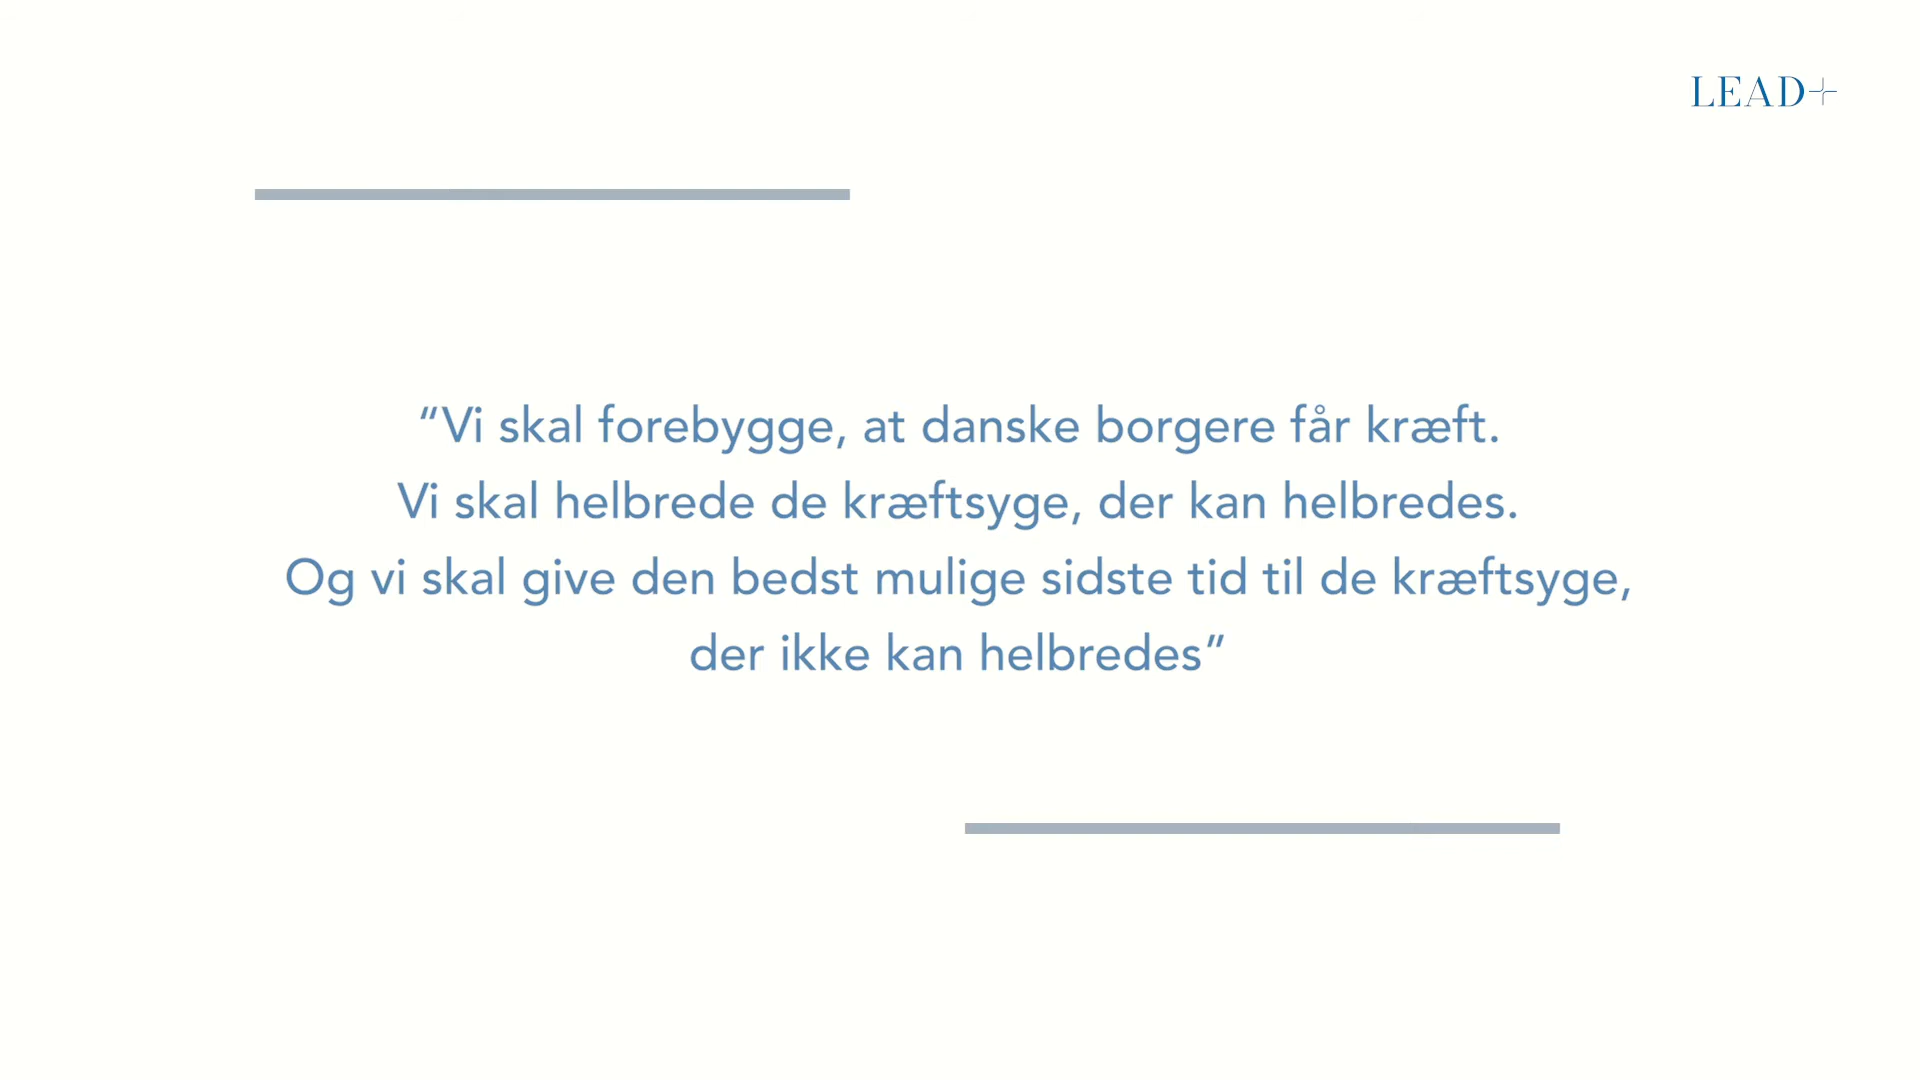 LEAD+
“Vi skal forebygge, at danske borgere får kræft.
Vi skal helbrede de kræftsyge, der kan helbredes.
Og vi skal give den bedst mulige sidste tid til de kræftsyge,
der ikke kan helbredes”